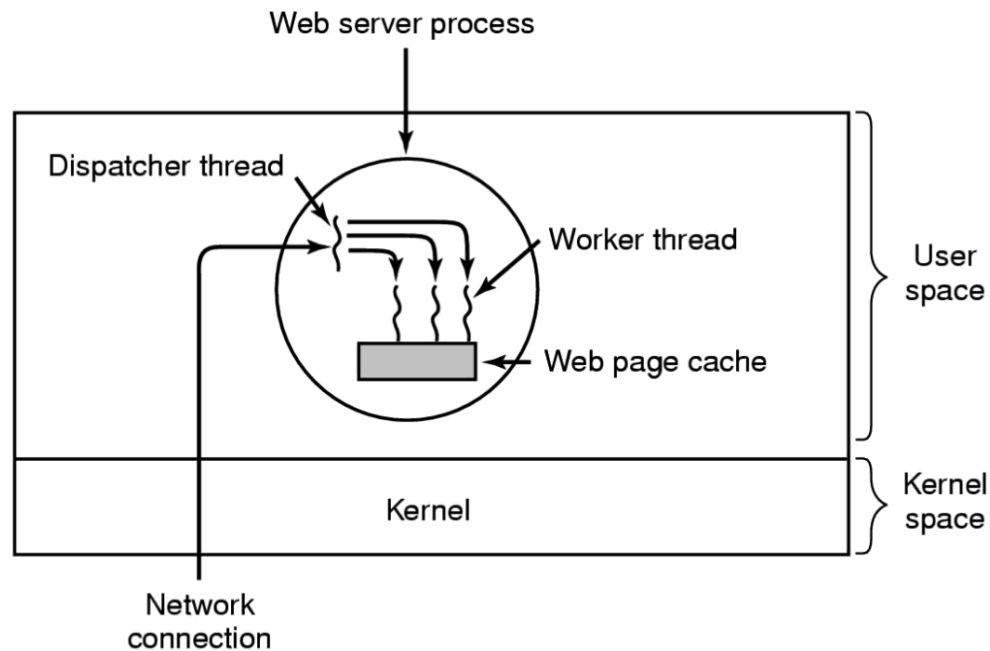 Web server process
Dispatcher thread
Worker thread
User
space
Web page cache
Kernel
Kernel
space
Network
connection